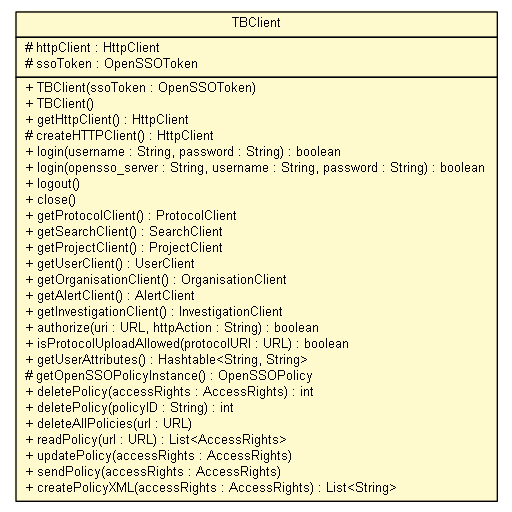 TBClient
# httpClient : HttpClient
# ssoToken : OpenSSOToken
+ TBClient(ssoToken : OpenSSOToken)
+ TBClient()
+ getHttpClient() : HttpClient
# createHTTPClient() : HttpClient
+ login(username : String, password : String) : boolean
+ login(opensso_server : String, username : String, password : String) : boolean
+ logout()
+ close()
+ getProtocolClient() : ProtocolClient
+ getSearchClient() : SearchClient
+ getProjectClient() : ProjectClient
+ getUserClient() : UserClient
+ getOrganisationClient() : OrganisationClient
+ getAlertClient() : AlertClient
+ getInvestigationClient() : InvestigationClient
+ authorize(uri : URL, httpAction : String) : boolean
+ isProtocolUploadAllowed(protocolURI : URL) : boolean
+ getUserAttributes() : Hashtable<String, String>
# getOpenSSOPolicyInstance() : OpenSSOPolicy
+ deletePolicy(accessRights : AccessRights) : int
+ deletePolicy(policyID : String) : int
+ deleteAllPolicies(url : URL)
+ readPolicy(url : URL) : List<AccessRights>
+ updatePolicy(accessRights : AccessRights)
+ sendPolicy(accessRights : AccessRights)
+ createPolicyXML(accessRights : AccessRights) : List<String>